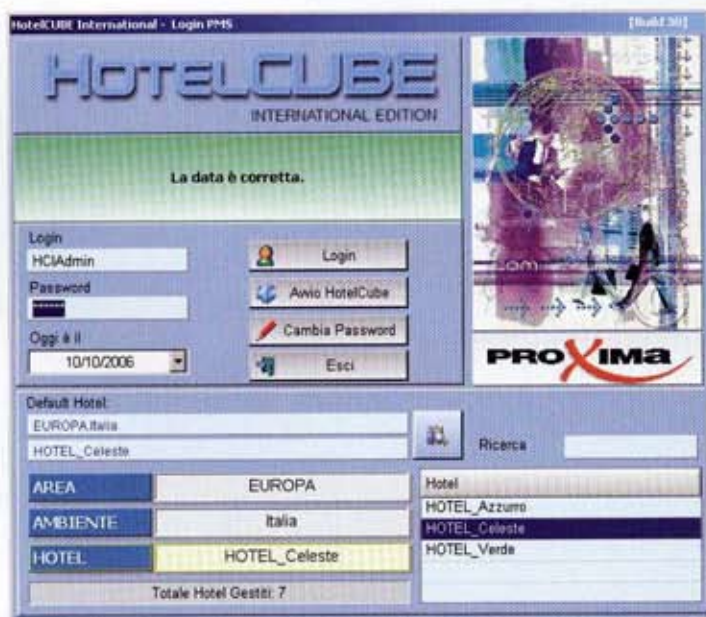 HotelCUBE International - Login PMS
[Build 30]
HOTELCUBE
INTERNATIONAL EDITION
La data è corretta.
Login
HCIAdmin
Password
Oggi è il
10/10/2006
Login
Avvio HotelCube
Cambia Password
Esci
.om
PROXIMA
Default Hotel:
EUROPA.Italia
HOTEL_Celeste
Ricerca
AREA EUROPA
AMBIENTE Italia
HOTEL HOTEL_Celeste
Totale Hotel Gestiti: 7
Hotel
HOTEL_Azzurro
HOTEL_Celeste
HOTEL_Verde